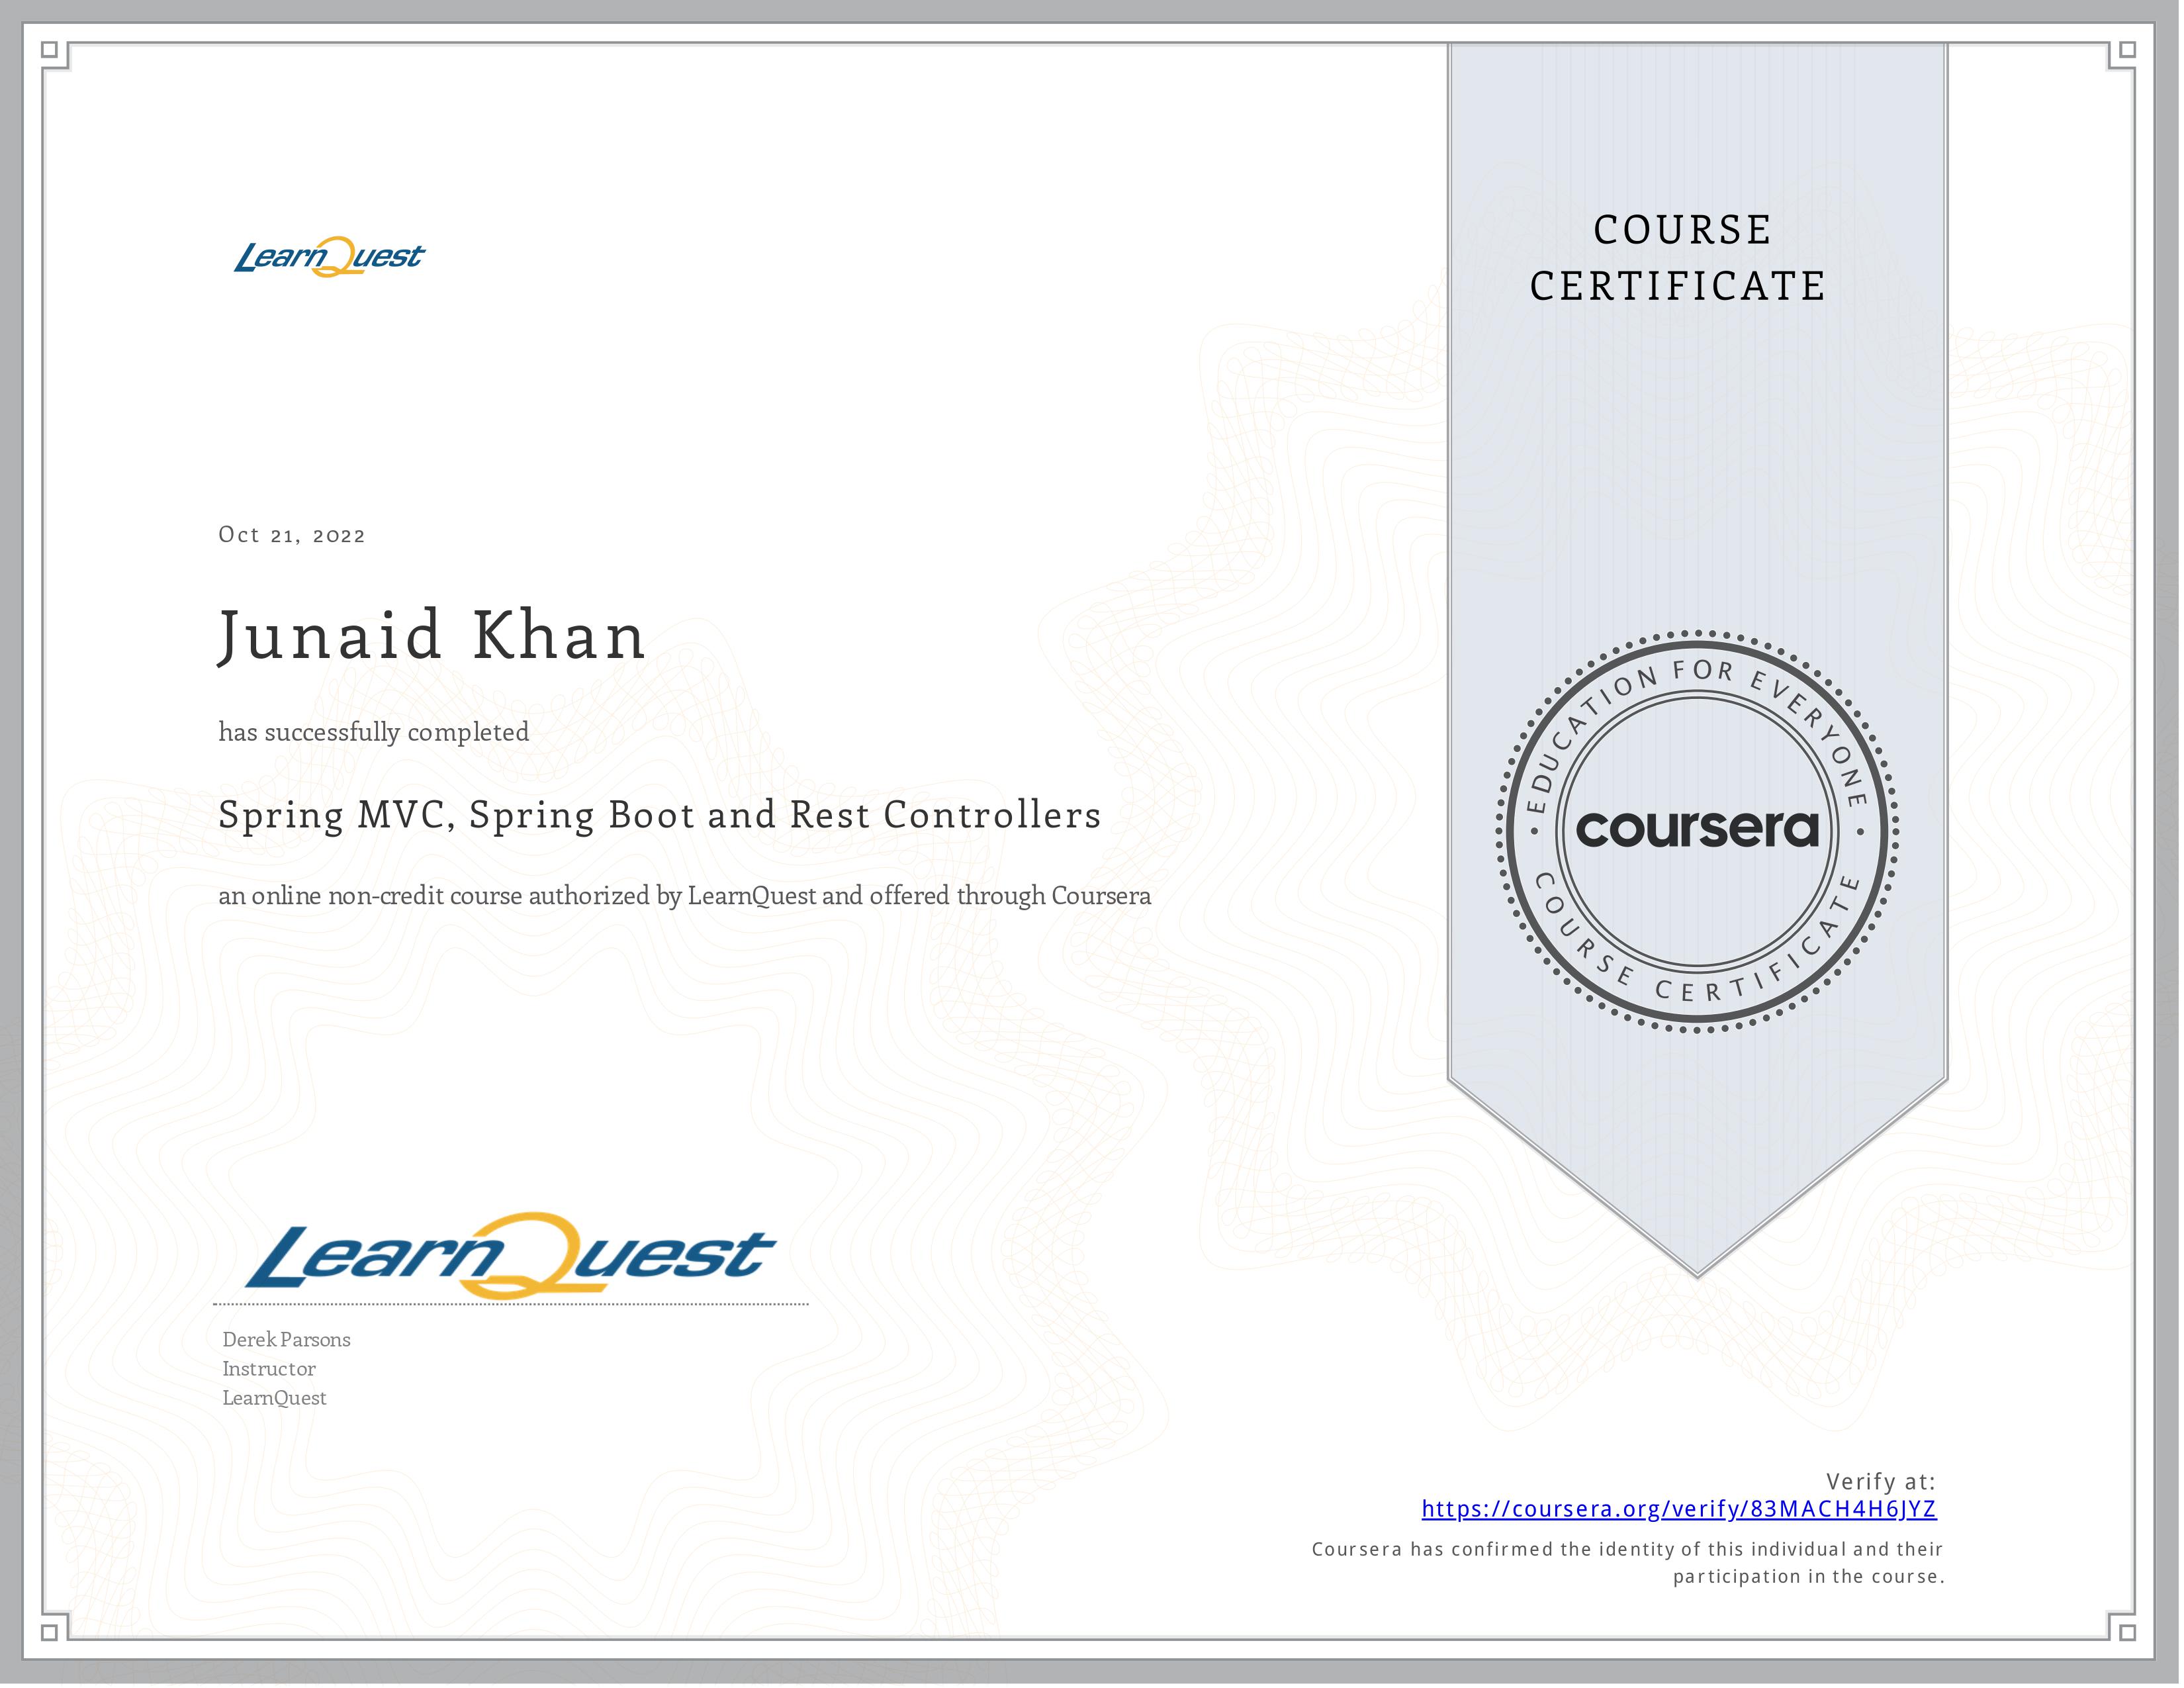 LearnQuest
COURSE
CERTIFICATE
Oct 21, 2022
Junaid Khan
has successfully completed
Spring MVC, Spring Boot and Rest Controllers
an online non-credit course authorized by LearnQuest and offered through Coursera
EDUCATION FOR EVERYONE
coursera
COURSE CERTIFICATE
LearnQuest
Derek Parsons
Instructor
LearnQuest
Verify at:
https://coursera.org/verify/83MACH4H6JYZ
Coursera has confirmed the identity of this individual and their
participation in the course.